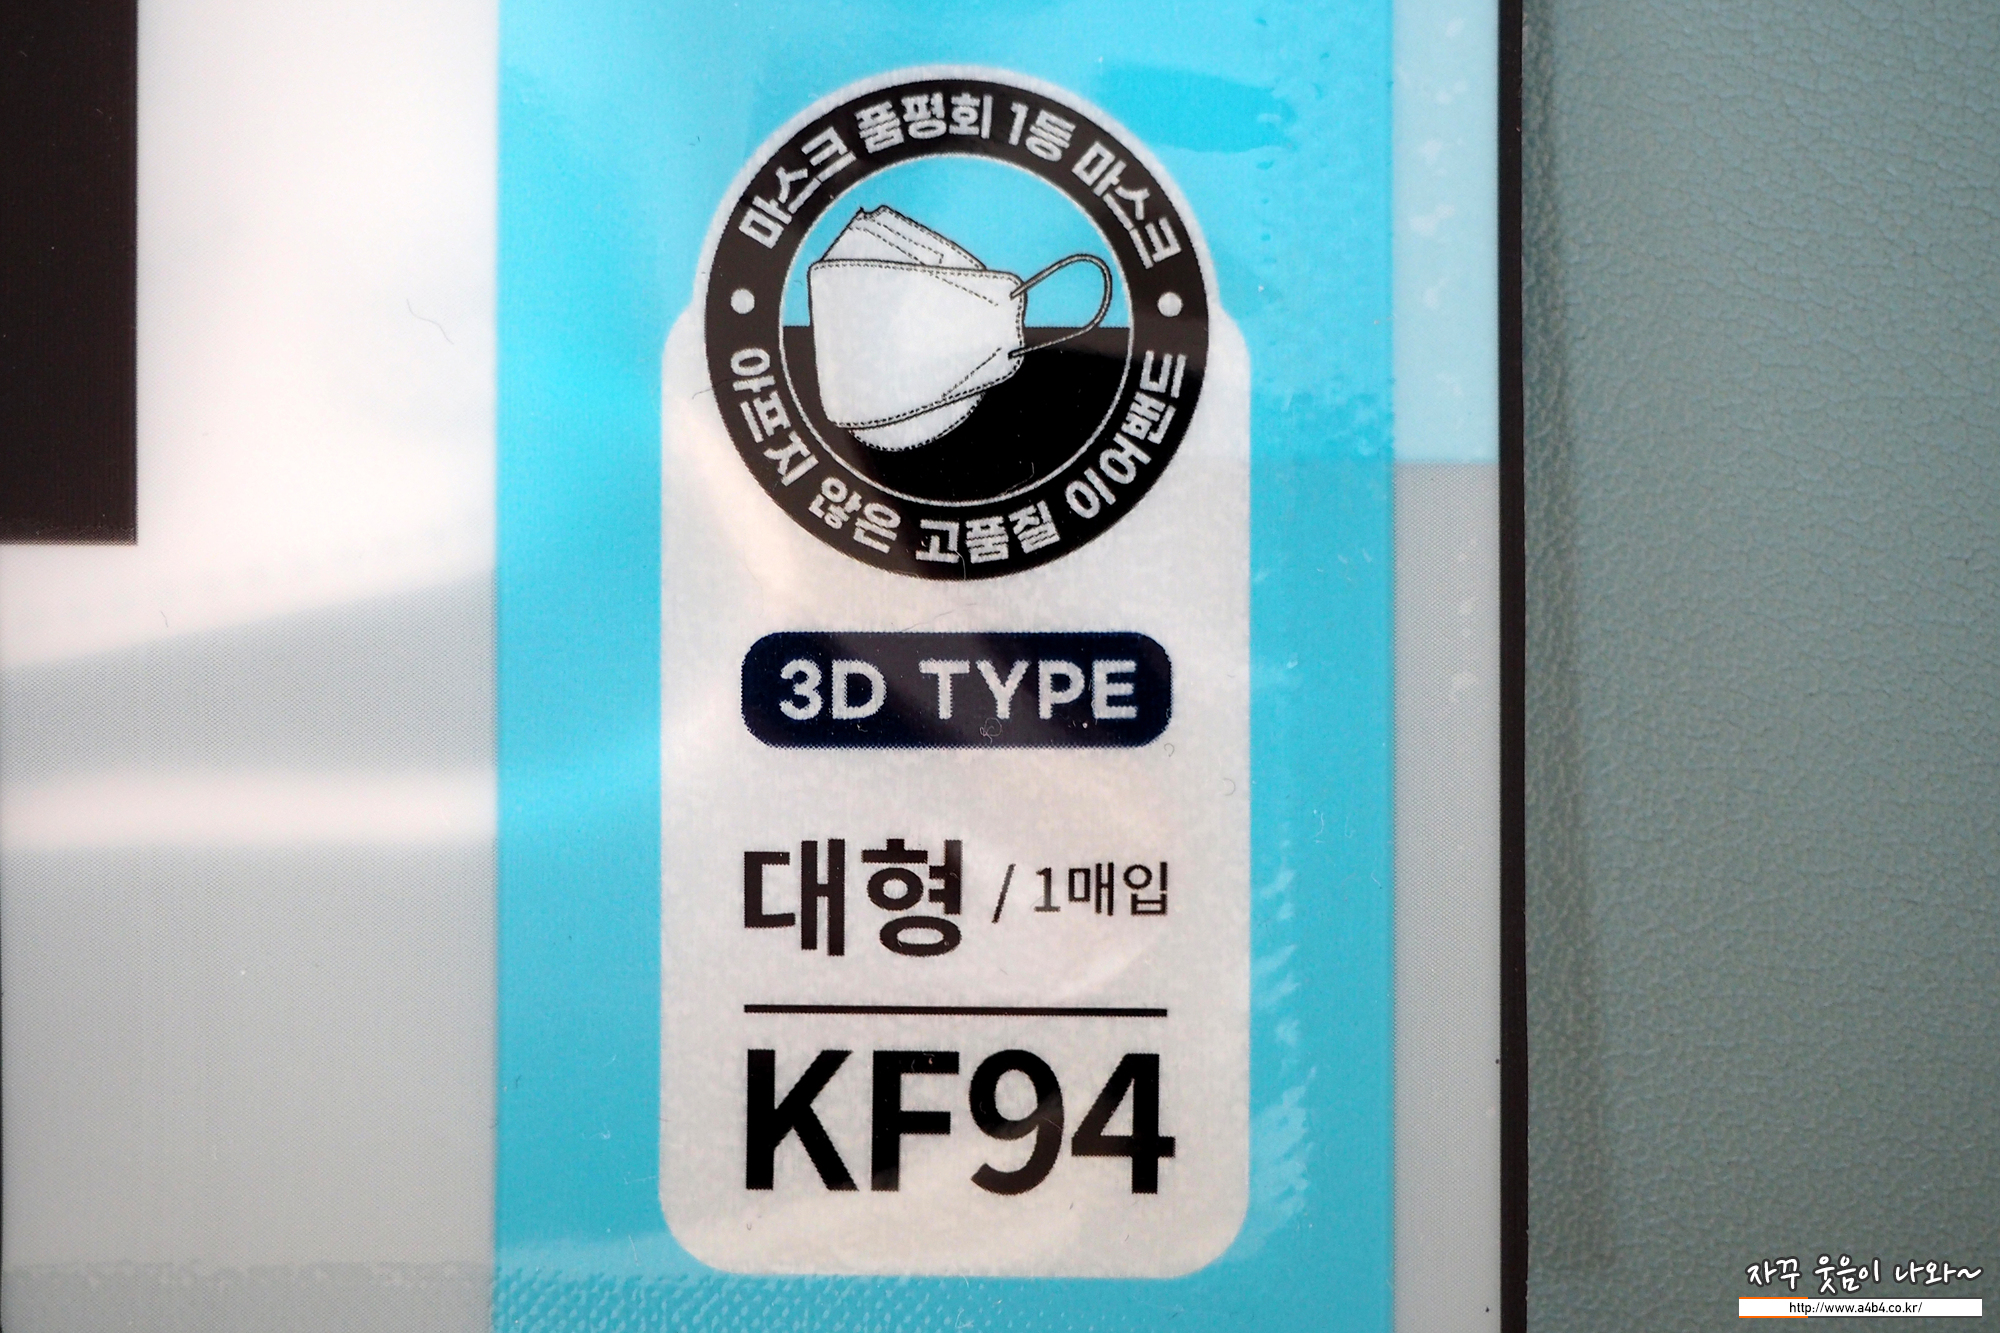 마스크 품평회 1등 마스크
아프지 않은 고품질 이어밴드
3D TYPE
대형 / 1매입
KF94
자꾸 웃음이 나와~
http://www.a4b4.co.kr/